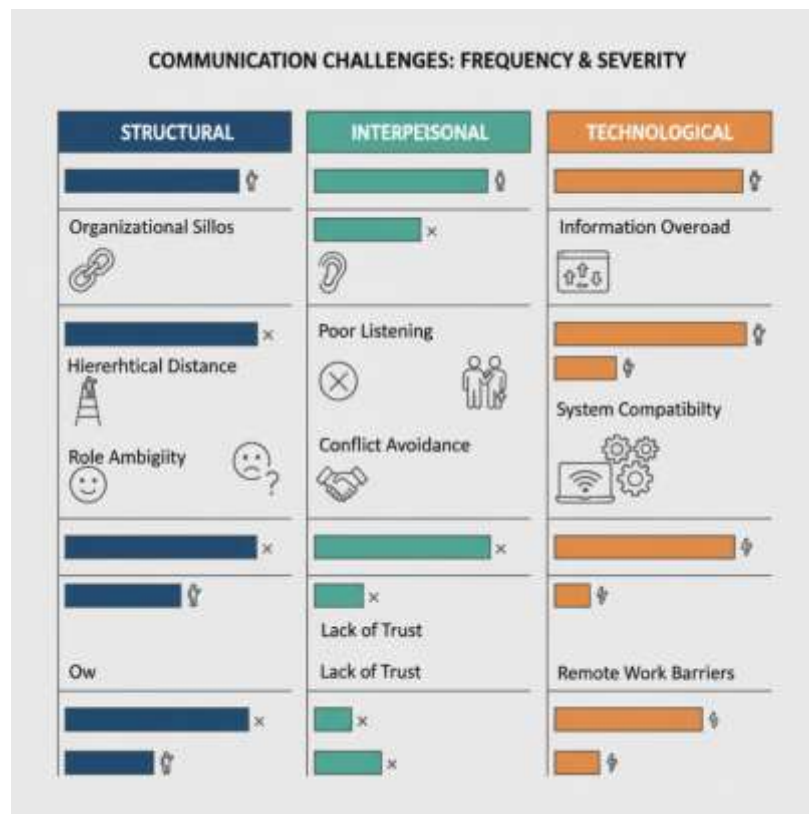 COMMUNICATION CHALLENGES: FREQUENCY & SEVERITY
STRUCTURAL
INTERPEISONAL
TECHNOLOGICAL
Organizational Sillos
Information Overoad
Poor Listening
Hiererhtical Distance
System Compatibilty
Role Ambigiity
?
Conflict Avoidance
Lack of Trust
Ow
Lack of Trust
Remote Work Barriers